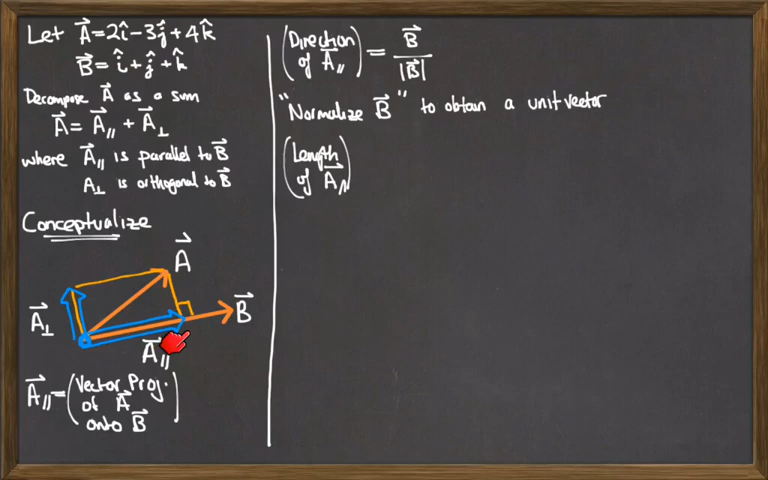 Let A⃗ = 2î - 3ĵ + 4k̂
B⃗ = î + ĵ + k̂
Decompose A⃗ as a sum
A⃗ = A⃗∥ + A⃗⊥
where A⃗∥ is parallel to B⃗
A⊥ is orthogonal to B⃗
Conceptualize
A⃗
B⃗
A⃗⊥
A⃗∥
A⃗∥ = (Vector Proj. of A⃗ onto B⃗)
(Direction of A⃗∥) = B⃗ / |B⃗|
"Normalize B⃗" to obtain a unit vector
(Length of A⃗∥)